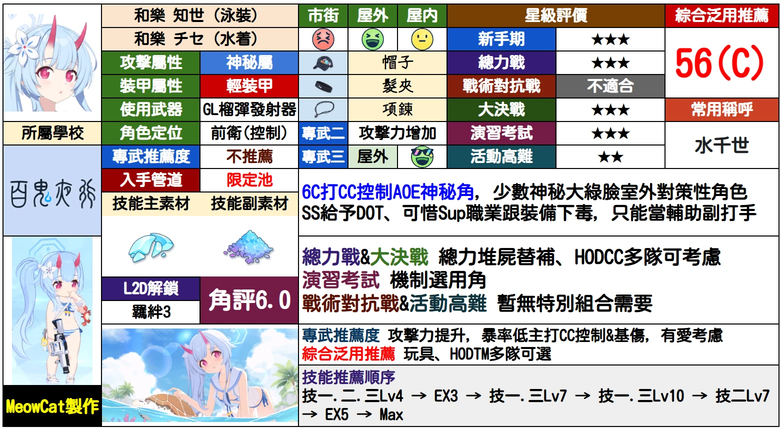 和樂 知世（泳裝）
和樂 チセ（水着）
攻擊屬性 神秘屬
裝甲屬性 輕裝甲
使用武器 GL榴彈發射器
所屬學校 角色定位 前衛(控制)
專武推薦度 不推薦
入手管道 限定池
技能主素材 技能副素材
百鬼夜行
L2D解鎖
羈絆3
角評6.0
MeowCat製作
市街 屋外 屋內
帽子
髮夾
項鍊
專武二 攻擊力增加
專武三 屋外
星級評價
新手期 ★★★
總力戰 ★★★
戰術對抗戰 不適合
大決戰 ★★★
演習考試 ★★★
活動高難 ★★
綜合泛用推薦
56(C)
常用稱呼
水千世
6C打CC控制AOE神秘角，少數神秘大綠臉室外對策性角色
SS給予DOT、可惜Sup職業跟裝備下毒，只能當輔助副打手
總力戰&大決戰 總力堆屍替補、HODCC多隊可考慮
演習考試 機制選用角
戰術對抗戰&活動高難 暫無特別組合需要
專武推薦度 攻擊力提升，暴率低主打CC控制&基傷，有愛考慮
綜合泛用推薦 玩具、HODTM多隊可選
技能推薦順序
技一.二.三Lv4 → EX3 → 技一.三Lv7 → 技一.三Lv10 → 技二Lv7
→ EX5 → Max